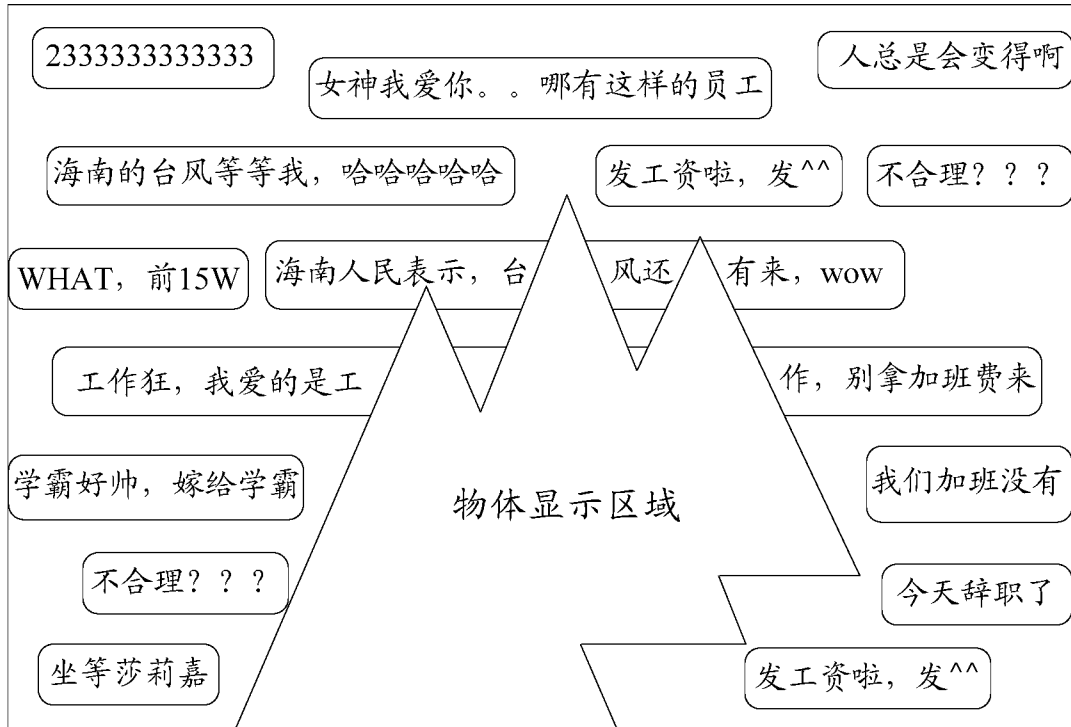 2333333333333
人总是会变得啊
女神我爱你。。哪有这样的员工
海南的台风等等我，哈哈哈哈哈
发工资啦，发^^
不合理？？？
WHAT，前15W
海南人民表示，台风还有来，wow
工作狂，我爱的是工作，别拿加班费来
学霸好帅，嫁给学霸
我们加班没有
物体显示区域
不合理？？？
今天辞职了
坐等莎莉嘉
发工资啦，发^^